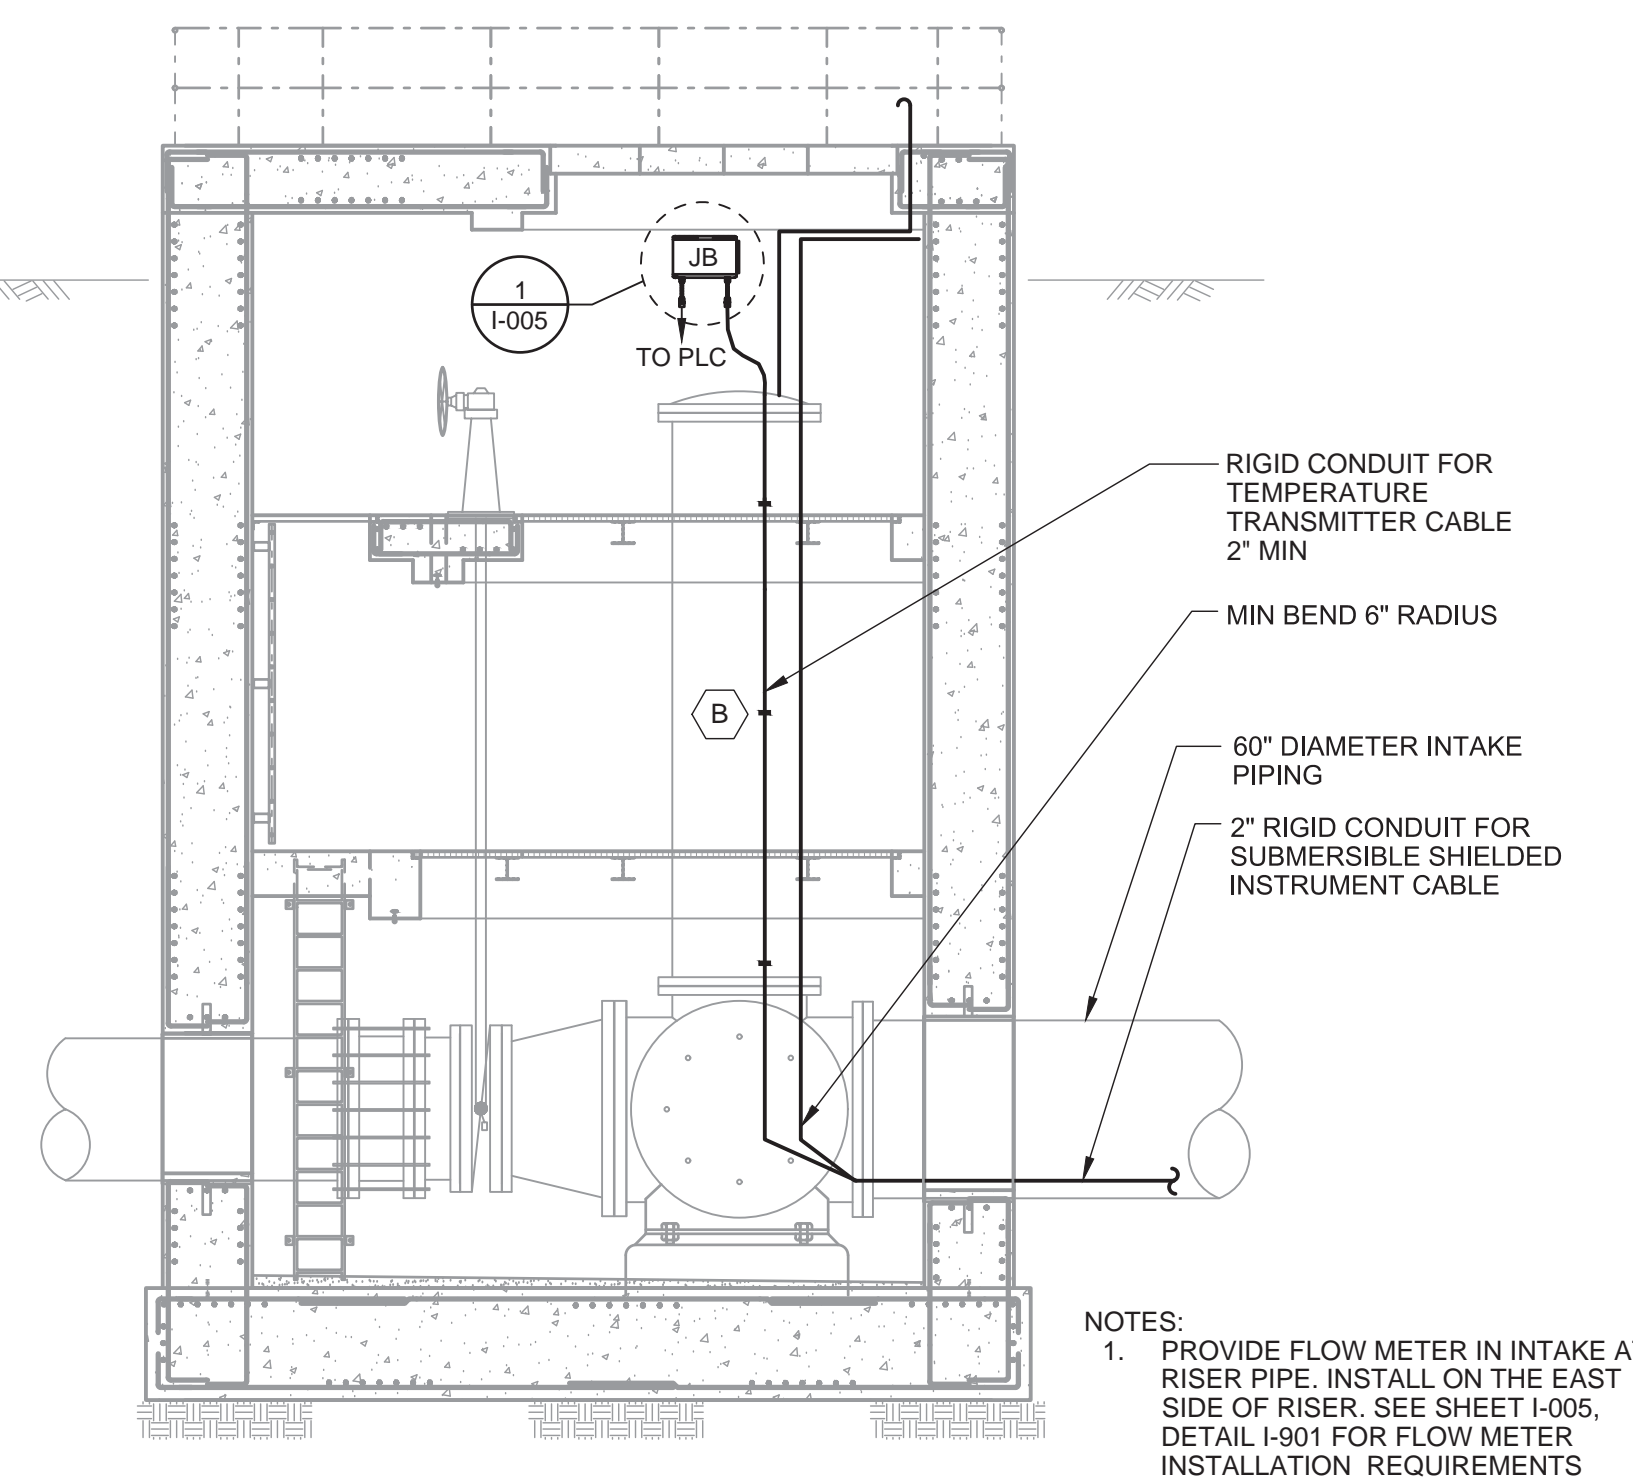 JB
1
I-005
TO PLC
RIGID CONDUIT FOR
TEMPERATURE
TRANSMITTER CABLE
2" MIN
MIN BEND 6" RADIUS
B
60" DIAMETER INTAKE
PIPING
2" RIGID CONDUIT FOR
SUBMERSIBLE SHIELDED
INSTRUMENT CABLE
NOTES:
1. PROVIDE FLOW METER IN INTAKE AT
RISER PIPE. INSTALL ON THE EAST
SIDE OF RISER. SEE SHEET I-005,
DETAIL I-901 FOR FLOW METER
INSTALLATION REQUIREMENTS